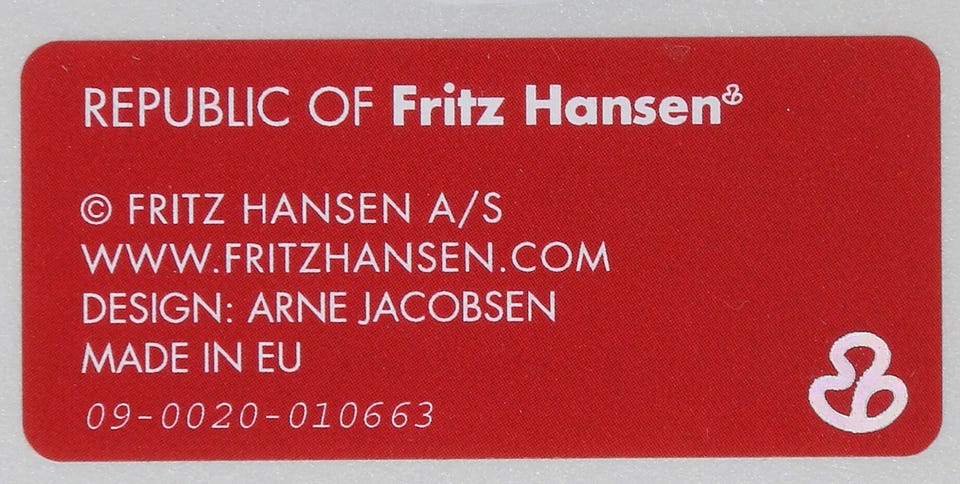 REPUBLIC OF Fritz Hansen
© FRITZ HANSEN A/S
WWW.FRITZHANSEN.COM
DESIGN: ARNE JACOBSEN
MADE IN EU
09-0020-010663